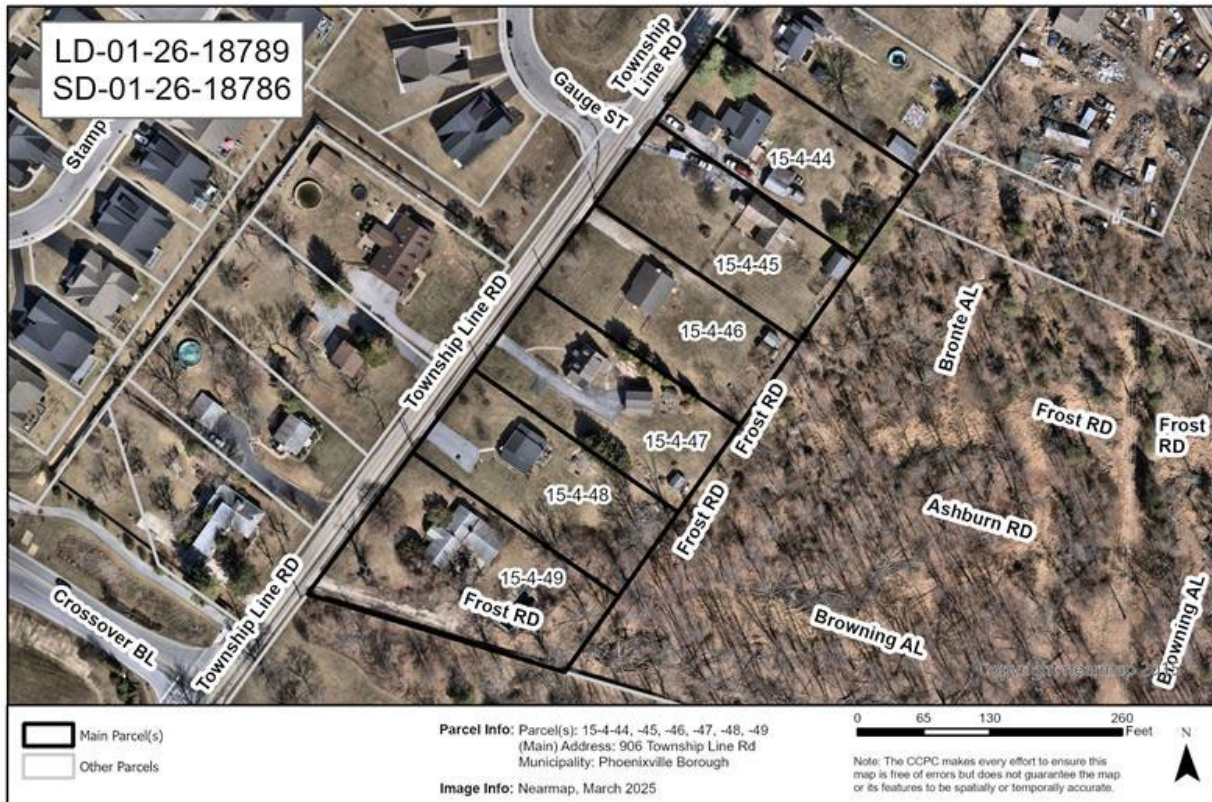 LD-01-26-18789
SD-01-26-18786
Township
Line RD
Gauge ST
Stamp
15-4-44
15-4-45
15-4-46
Bronte AL
Township Line RD
Frost RD
Frost RD
Frost
RD
15-4-47
15-4-48
Frost RD
Ashburn RD
15-4-49
Frost RD
Browning AL
Browning AL
Crossover BL
Township Line RD
Main Parcel(s)
Other Parcels
Parcel Info: Parcel(s): 15-4-44, -45, -46, -47, -48, -49
(Main) Address: 906 Township Line Rd
Municipality: Phoenixville Borough
Image Info: Nearmap, March 2025
0 65 130 260
Feet
Note: The CCPC makes every effort to ensure this
map is free of errors but does not guarantee the map
or its features to be spatially or temporally accurate.
N